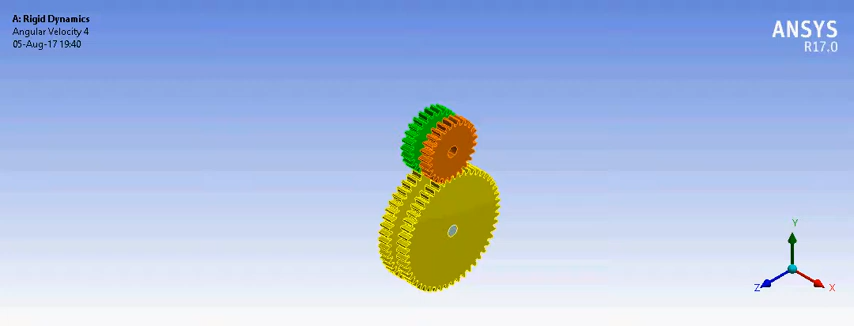 A: Rigid Dynamics
Angular Velocity 4
05-Aug-17 19:40
ANSYS
R17.0
Y
Z
X